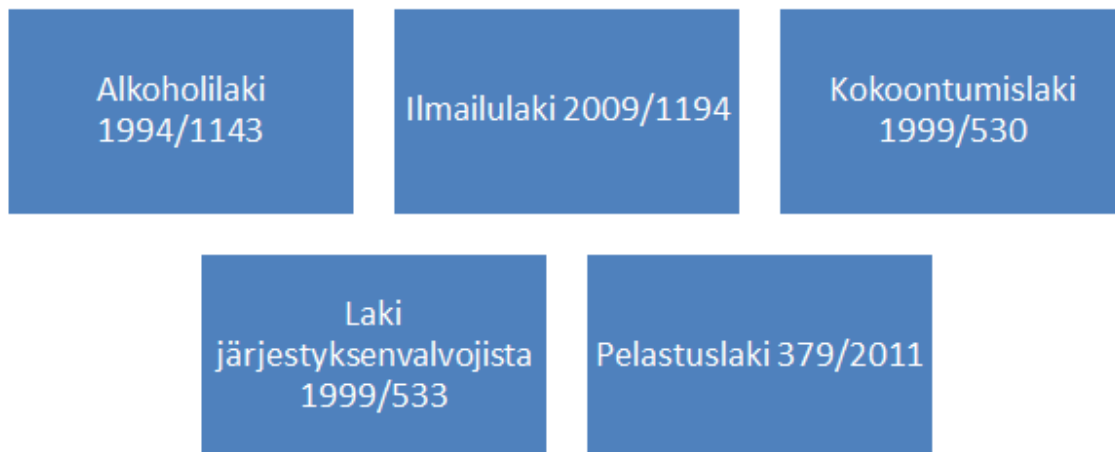 Alkoholilaki
1994/1143
Ilmailulaki 2009/1194
Kokoontumislaki
1999/530
Laki
järjestyksenvalvojista
1999/533
Pelastuslaki 379/2011